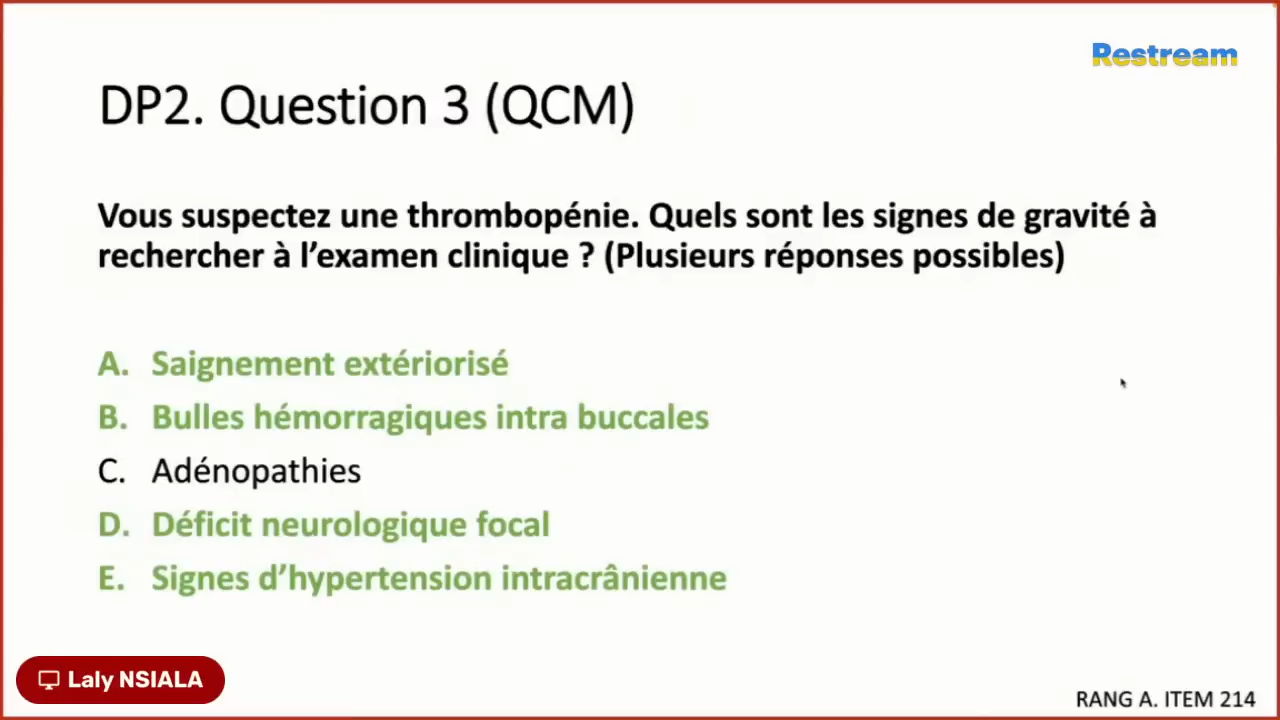 Restream
DP2. Question 3 (QCM)
Vous suspectez une thrombopénie. Quels sont les signes de gravité à
rechercher à l’examen clinique ? (Plusieurs réponses possibles)
A. Saignement extériorisé
B. Bulles hémorragiques intra buccales
C. Adénopathies
D. Déficit neurologique focal
E. Signes d’hypertension intracrânienne
Laly NSIALA
RANG A. ITEM 214